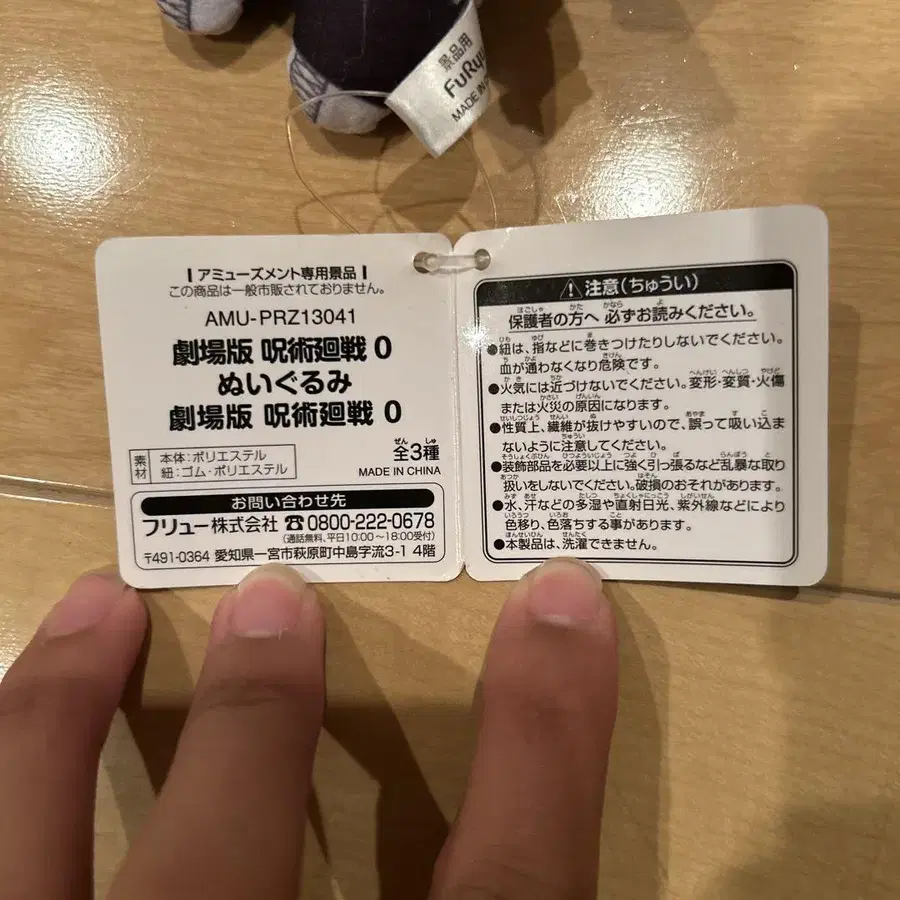 景品用
FuRyu
MADE IN
| アミューズメント専用景品 |
この商品は一般市販されておりません。
AMU-PRZ13041
劇場版 呪術廻戦 0
ぬいぐるみ
劇場版 呪術廻戦 0
素材
本体:ポリエステル
紐:ゴム・ポリエステル
全3種
MADE IN CHINA
お問い合わせ先
フリュー株式会社 ☎0800-222-0678
(通話無料、平日10:00～18:00受付)
〒491-0364 愛知県一宮市萩原町中島字流3-1 4階
⚠注意(ちゅうい)
保護者の方へ 必ずお読みください。
●紐は、指などに巻きつけたりしないでください。
血が通わなくなり危険です。
●火気には近づけないでください。変形・変質・火傷
または火災の原因になります。
●性質上、繊維が抜けやすいので、誤って吸い込ま
ないように注意してください。
●装飾部品を必要以上に強く引っ張るなど乱暴な取り
扱いをしないでください。破損のおそれがあります。
●水、汗などの多湿や直射日光、紫外線などにより
色移り、色落ちする事があります。
●本製品は、洗濯できません。